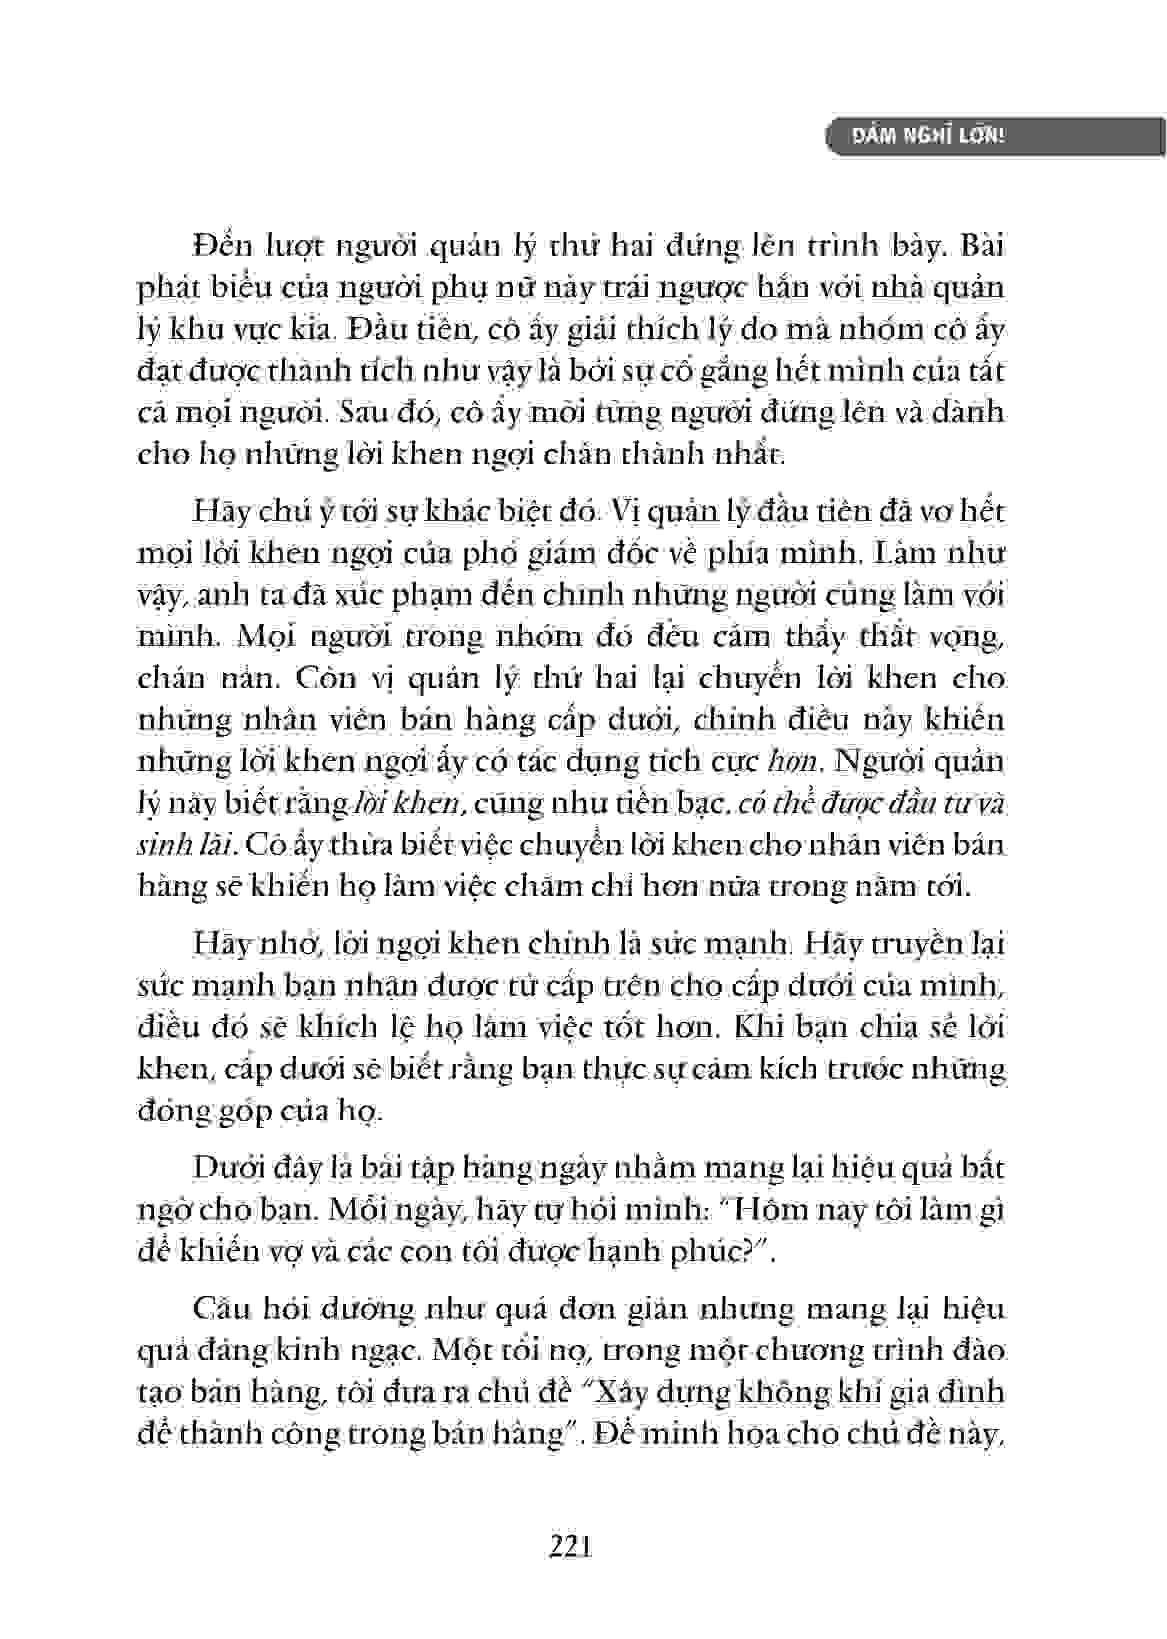 DÁM NGHĨ LỚN!
Đến lượt người quản lý thứ hai đứng lên trình bày. Bài
phát biểu của người phụ nữ này trái ngược hẳn với nhà quản
lý khu vực kia. Đầu tiên, cô ấy giải thích lý do mà nhóm cô ấy
đạt được thành tích như vậy là bởi sự cố gắng hết mình của tất
cả mọi người. Sau đó, cô ấy mời từng người đứng lên và dành
cho họ những lời khen ngợi chân thành nhất.
Hãy chú ý tới sự khác biệt đó. Vị quản lý đầu tiên đã vơ hết
mọi lời khen ngợi của phó giám đốc về phía mình. Làm như
vậy, anh ta đã xúc phạm đến chính những người cùng làm với
mình. Mọi người trong nhóm đó đều cảm thấy thất vọng,
chán nản. Còn vị quản lý thứ hai lại chuyển lời khen cho
những nhân viên bán hàng cấp dưới, chính điều này khiến
những lời khen ngợi ấy có tác dụng tích cực hơn. Người quản
lý này biết rằng lời khen, cũng như tiền bạc, có thể được đầu tư và
sinh lãi. Cô ấy thừa biết việc chuyển lời khen cho nhân viên bán
hàng sẽ khiến họ làm việc chăm chỉ hơn nữa trong năm tới.
Hãy nhớ, lời ngợi khen chính là sức mạnh. Hãy truyền lại
sức mạnh bạn nhận được từ cấp trên cho cấp dưới của mình,
điều đó sẽ khích lệ họ làm việc tốt hơn. Khi bạn chia sẻ lời
khen, cấp dưới sẽ biết rằng bạn thực sự cảm kích trước những
đóng góp của họ.
Dưới đây là bài tập hàng ngày nhằm mang lại hiệu quả bất
ngờ cho bạn. Mỗi ngày, hãy tự hỏi mình: “Hôm nay tôi làm gì
để khiến vợ và các con tôi được hạnh phúc?”.
Câu hỏi dường như quá đơn giản nhưng mang lại hiệu
quả đáng kinh ngạc. Một tối nọ, trong một chương trình đào
tạo bán hàng, tôi đưa ra chủ đề “Xây dựng không khí gia đình
để thành công trong bán hàng”. Để minh họa cho chủ đề này,
221